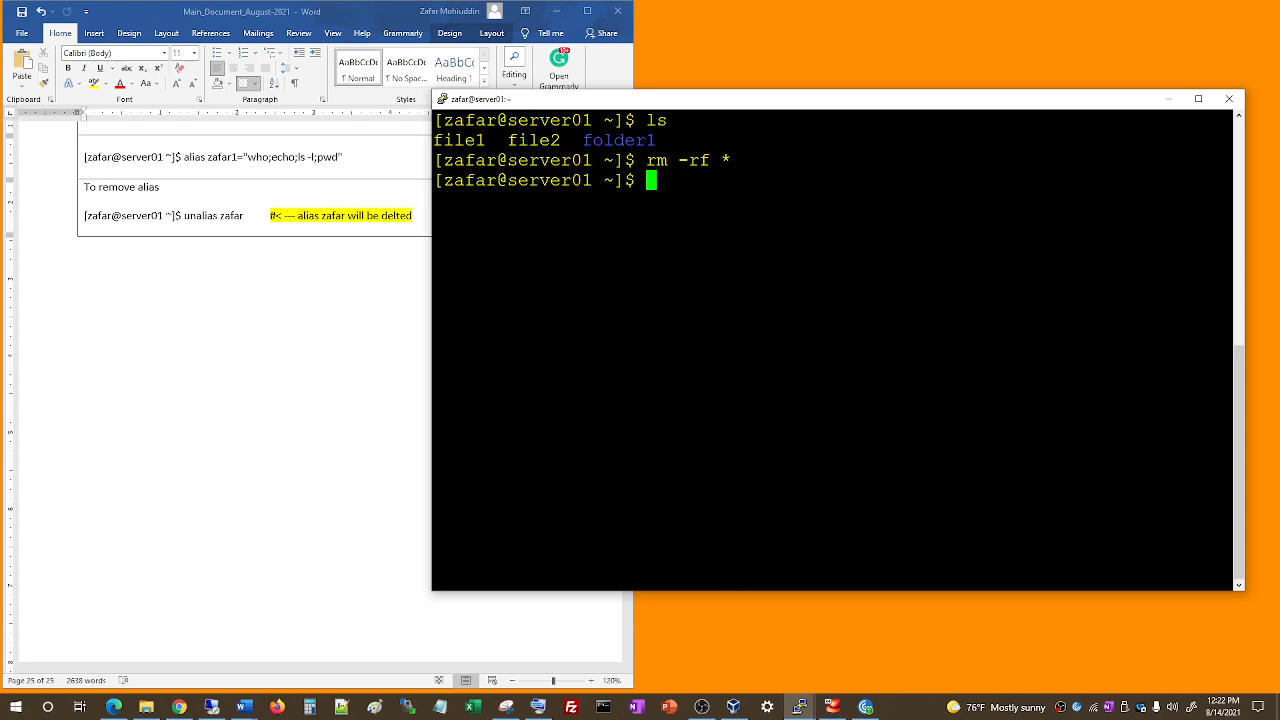 Main_Document_August-2021 - Word
Zafar Mohiuddin
File Home Insert Design Layout References Mailings Review View Help Grammarly Design Layout Tell me Share
Paste
Calibri (Body) 11
AaBbCcDc AaBbCcDc AaBbCc
¶ Normal ¶ No Spac... Heading 1
Editing
Open
Grammarly
Clipboard Font Paragraph Styles
[zafar@server01 ~]$ alias zafar1="who;echo;ls -l;pwd"
To remove alias
[zafar@server01 ~]$ unalias zafar #< --- alias zafar will be delted
zafar@server01:~
[zafar@server01 ~]$ ls
file1 file2 folder1
[zafar@server01 ~]$ rm -rf *
[zafar@server01 ~]$
Page 25 of 25 2638 words 120%
76°F Mostly sunny
12:22 PM
8/14/2021